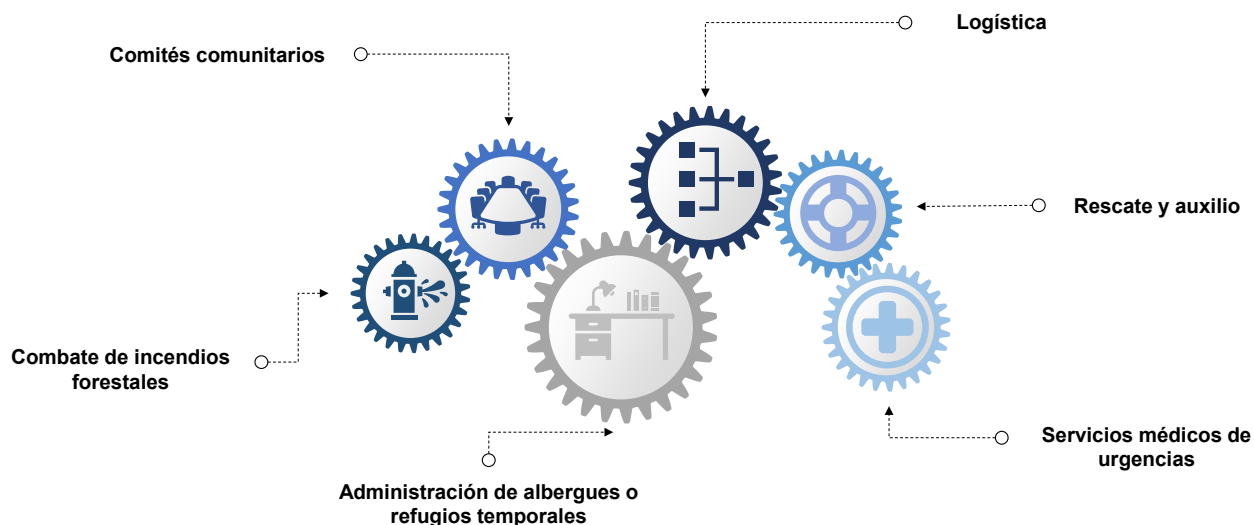 Logística
Comités comunitarios
Rescate y auxilio
Combate de incendios
forestales
Servicios médicos de
urgencias
Administración de albergues o
refugios temporales